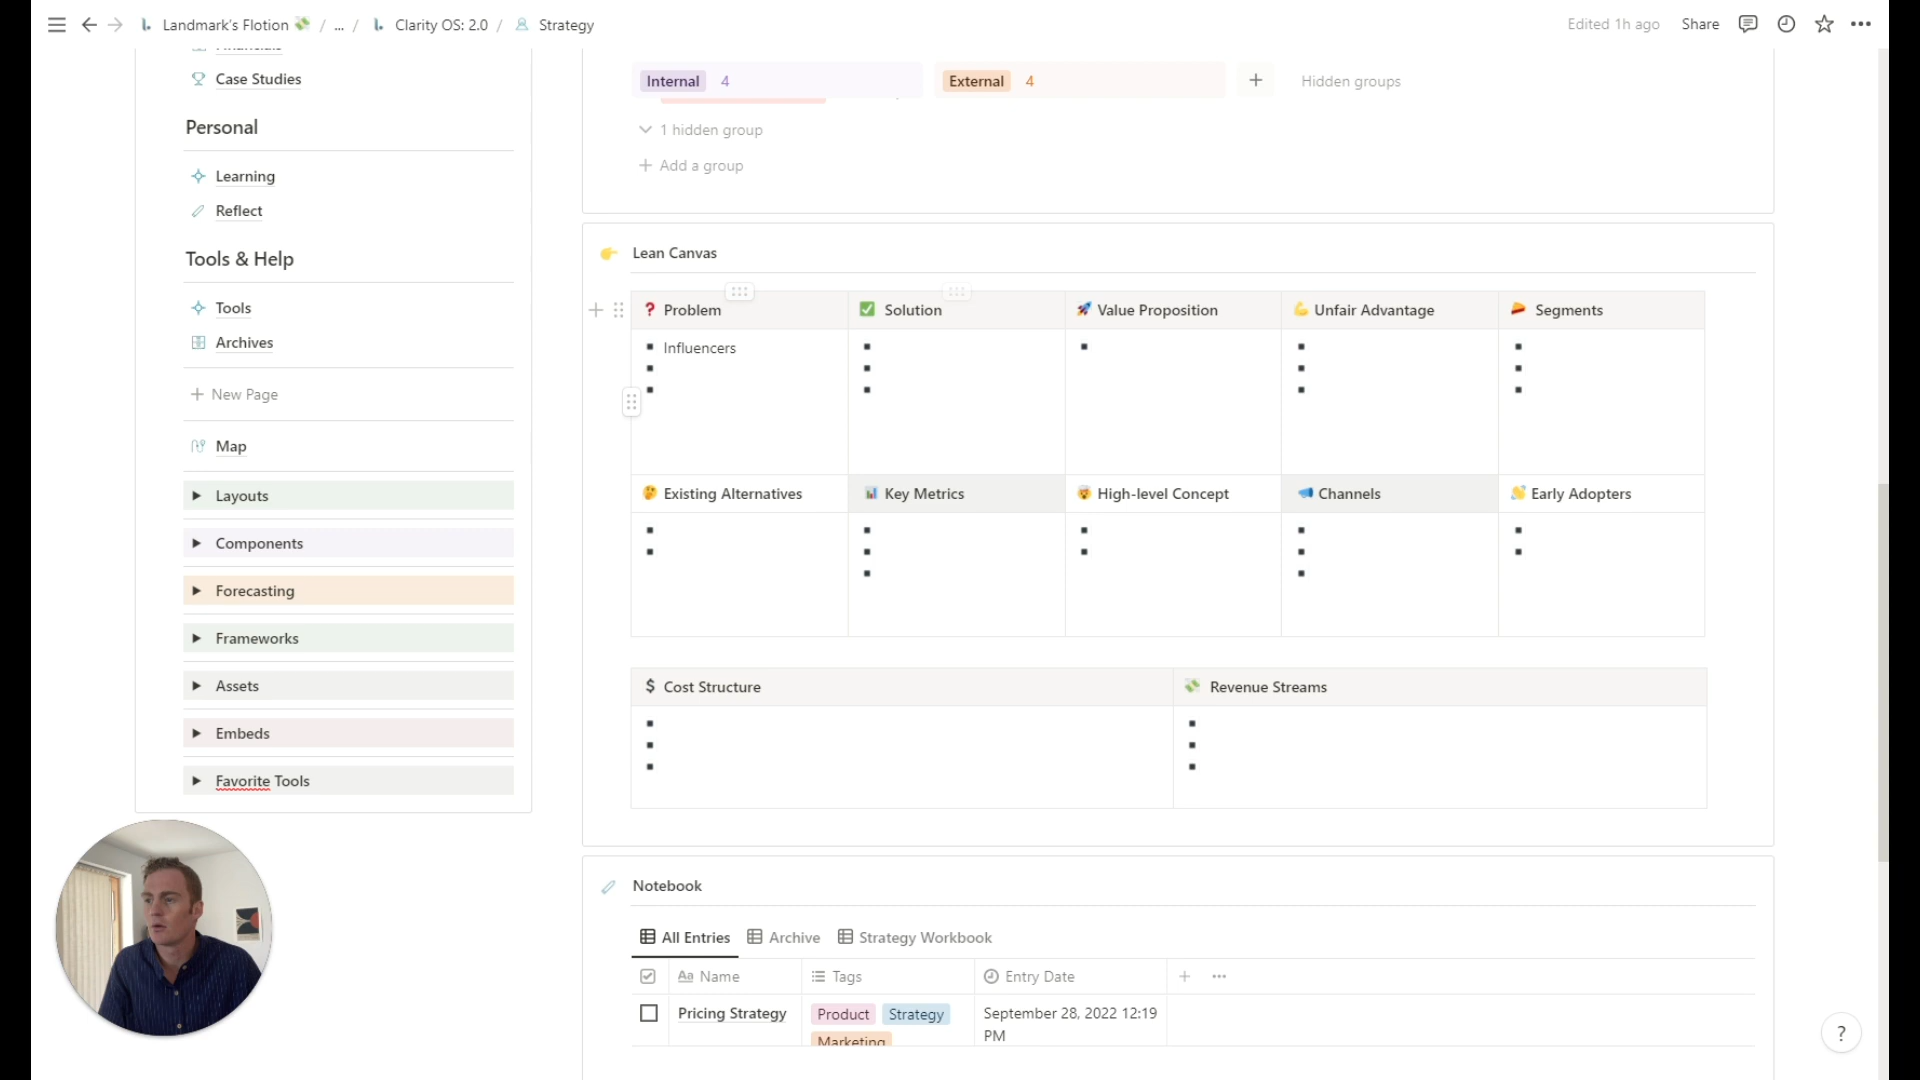 Landmark's Flotion / ... / Clarity OS: 2.0 / Strategy
Edited 1h ago Share
Case Studies
Personal
Learning
Reflect
Tools & Help
Tools
Archives
New Page
Map
Layouts
Components
Forecasting
Frameworks
Assets
Embeds
Favorite Tools
Internal 4 External 4 + Hidden groups
1 hidden group
+ Add a group
Lean Canvas
Problem Solution Value Proposition Unfair Advantage Segments
Influencers
Existing Alternatives Key Metrics High-level Concept Channels Early Adopters
$ Cost Structure Revenue Streams
Notebook
All Entries Archive Strategy Workbook
Aa Name Tags Entry Date
Pricing Strategy Product Strategy September 28, 2022 12:19
Marketing PM
?